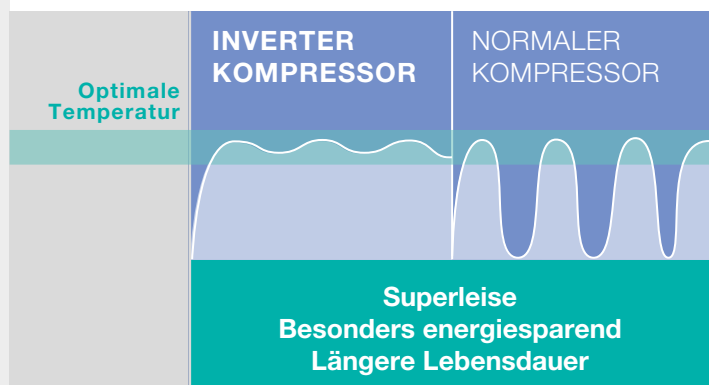 INVERTER
KOMPRESSOR
NORMALER
KOMPRESSOR
Optimale
Temperatur
Superleise
Besonders energiesparend
Längere Lebensdauer